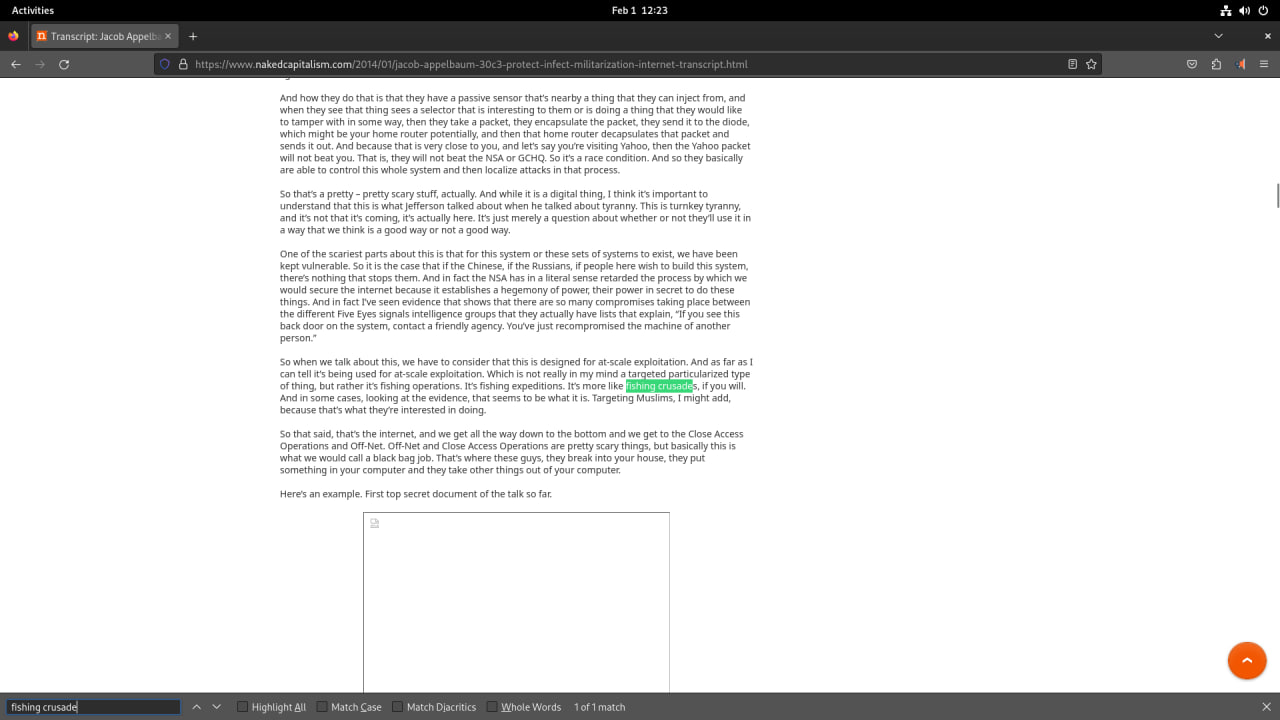 Activities
Feb 1 12:23
Transcript: Jacob Appelba
https://www.nakedcapitalism.com/2014/01/jacob-appelbaum-30c3-protect-infect-militarization-internet-transcript.html
And how they do that is that they have a passive sensor that's nearby a thing that they can inject from, and
when they see that thing sees a selector that is interesting to them or is doing a thing that they would like
to tamper with in some way, then they take a packet, they encapsulate the packet, they send it to the diode,
which might be your home router potentially, and then that home router decapsulates that packet and
sends it out. And because that is very close to you, and let's say you're visiting Yahoo, then the Yahoo packet
will not beat you. That is, they will not beat the NSA or GCHQ. So it's a race condition. And so they basically
are able to control this whole system and then localize attacks in that process.
So that's a pretty – pretty scary stuff, actually. And while it is a digital thing, I think it's important to
understand that this is what Jefferson talked about when he talked about tyranny. This is turnkey tyranny,
and it's not that it's coming, it's actually here. It's just merely a question about whether or not they'll use it in
a way that we think is a good way or not a good way.
One of the scariest parts about this is that for this system or these sets of systems to exist, we have been
kept vulnerable. So it is the case that if the Chinese, if the Russians, if people here wish to build this system,
there's nothing that stops them. And in fact the NSA has in a literal sense retarded the process by which we
would secure the internet because it establishes a hegemony of power, their power in secret to do these
things. And in fact I've seen evidence that shows that there are so many compromises taking place between
the different Five Eyes signals intelligence groups that they actually have lists that explain, “If you see this
back door on the system, contact a friendly agency. You've just recompromised the machine of another
person.”
So when we talk about this, we have to consider that this is designed for at-scale exploitation. And as far as I
can tell it's being used for at-scale exploitation. Which is not really in my mind a targeted particularized type
of thing, but rather it's fishing operations. It's fishing expeditions. It's more like fishing crusades, if you will.
And in some cases, looking at the evidence, that seems to be what it is. Targeting Muslims, I might add,
because that's what they're interested in doing.
So that said, that's the internet, and we get all the way down to the bottom and we get to the Close Access
Operations and Off-Net. Off-Net and Close Access Operations are pretty scary things, but basically this is
what we would call a black bag job. That's where these guys, they break into your house, they put
something in your computer and they take other things out of your computer.
Here's an example. First top secret document of the talk so far.
fishing crusade
Highlight All
Match Case
Match Diacritics
Whole Words
1 of 1 match